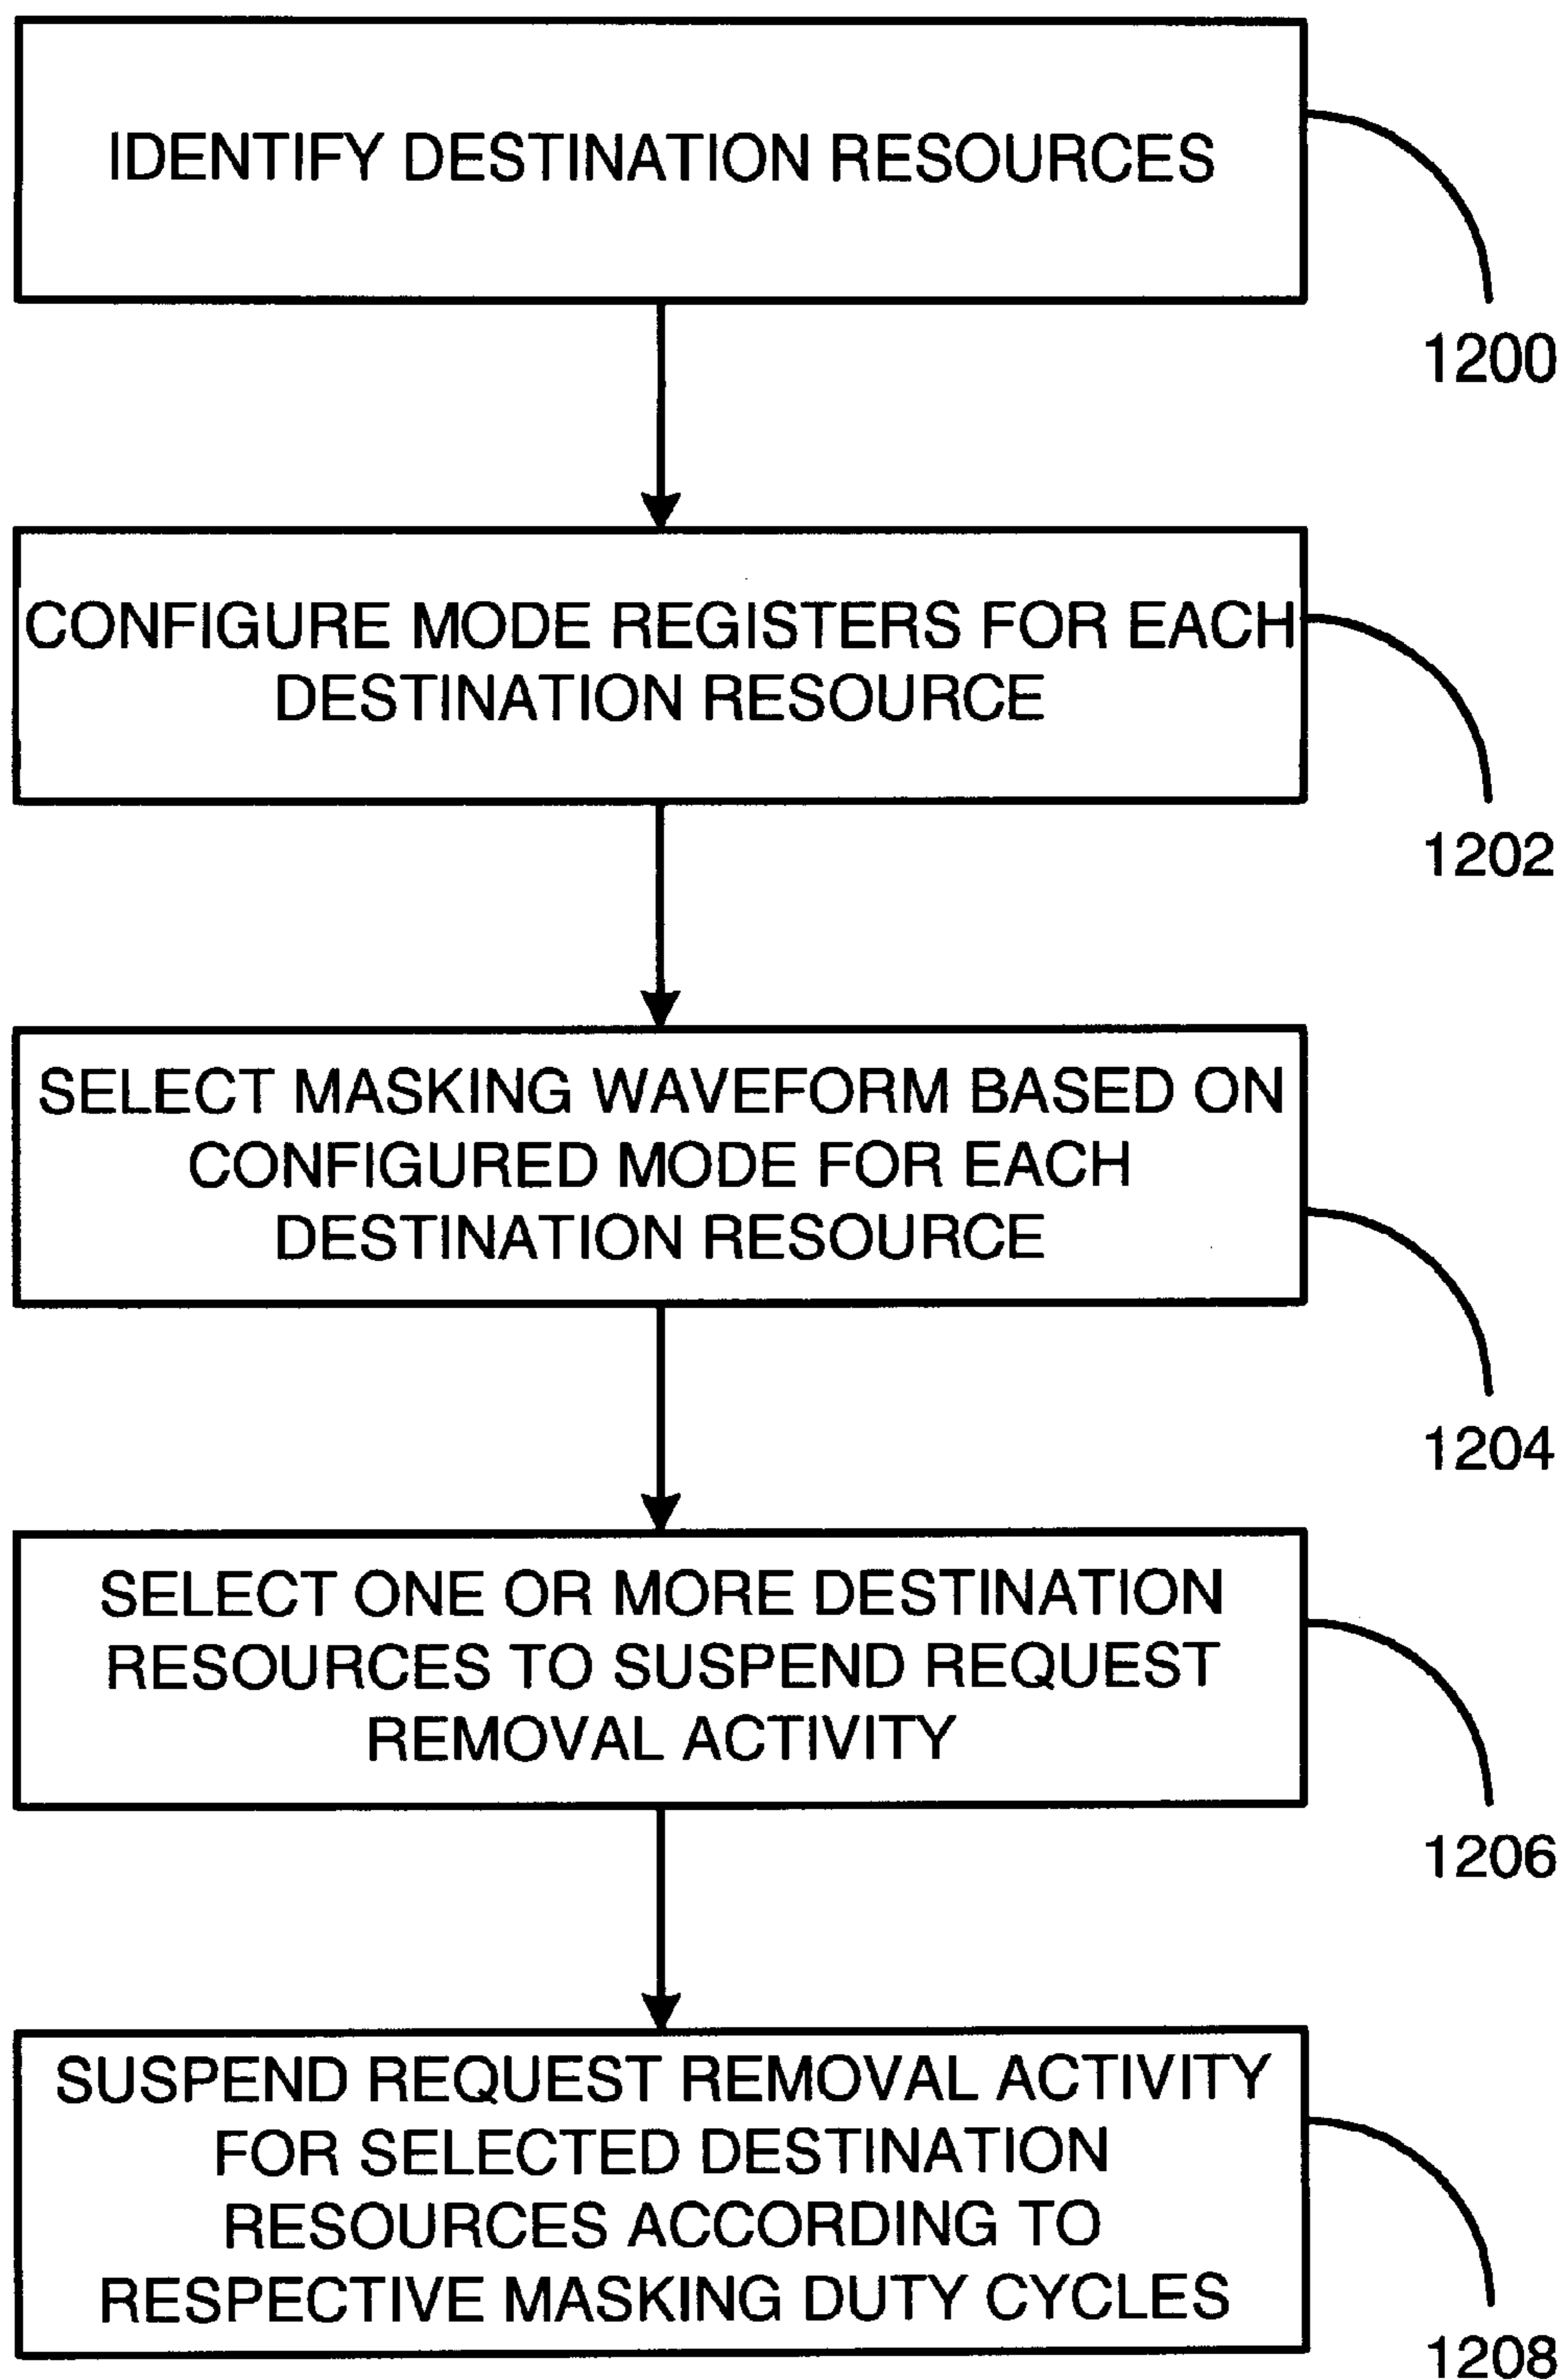 IDENTIFY DESTINATION RESOURCES
1200
CONFIGURE MODE REGISTERS FOR EACH
DESTINATION RESOURCE
1202
SELECT MASKING WAVEFORM BASED ON
CONFIGURED MODE FOR EACH
DESTINATION RESOURCE
1204
SELECT ONE OR MORE DESTINATION
RESOURCES TO SUSPEND REQUEST
REMOVAL ACTIVITY
1206
SUSPEND REQUEST REMOVAL ACTIVITY
FOR SELECTED DESTINATION
RESOURCES ACCORDING TO
RESPECTIVE MASKING DUTY CYCLES
1208